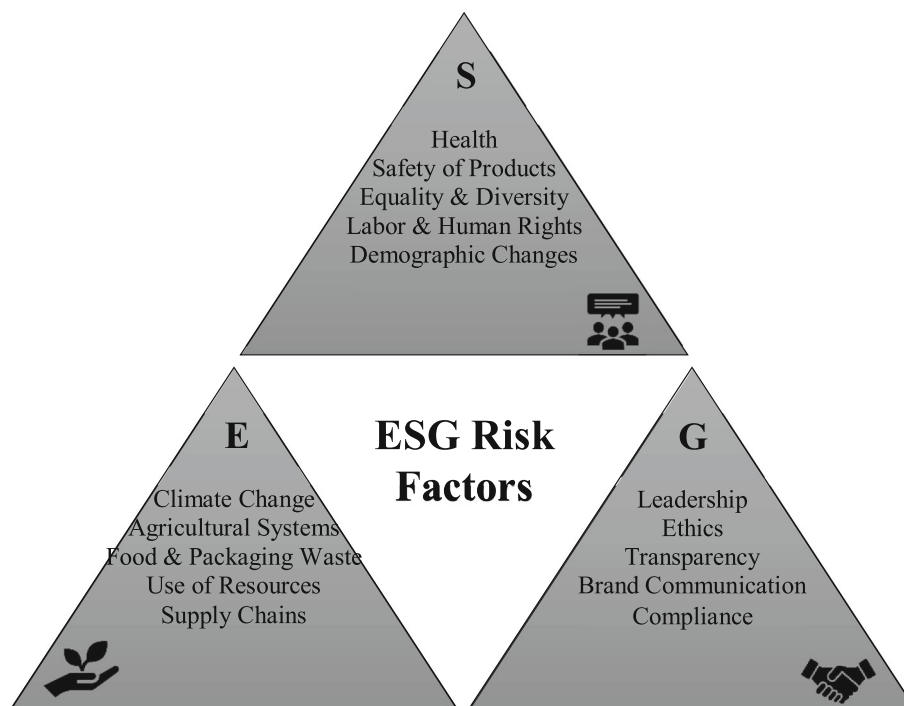 S
Health
Safety of Products
Equality & Diversity
Labor & Human Rights
Demographic Changes
E
Climate Change
Agricultural Systems
Food & Packaging Waste
Use of Resources
Supply Chains
ESG Risk
Factors
G
Leadership
Ethics
Transparency
Brand Communication
Compliance